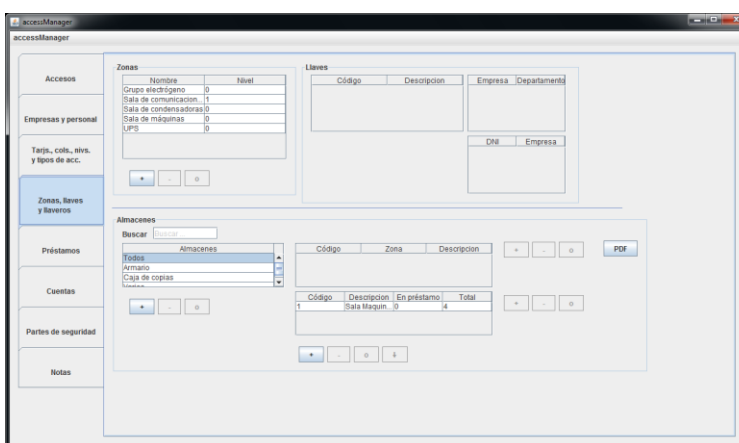 accessManager
accessManager
Accesos
Empresas y personal
Tarjs., cols., nivs.
y tipos de acc.
Zonas, llaves
y llaveros
Préstamos
Cuentas
Partes de seguridad
Notas
Zonas
Nombre Nivel
Grupo electrógeno 0
Sala de comunicacion... 1
Sala de condensadoras 0
Sala de máquinas 0
UPS 0
+ -
Llaves
Código Descripcion
Empresa Departamento
DNI Empresa
Almacenes
Buscar Buscar...
Almacenes
Todos
Armario
Caja de copias
Varios
+ -
Código Zona Descripcion
+ -
PDF
Código Descripcion En préstamo Total
1 Sala Maquin... 0 4
+ -
+ -